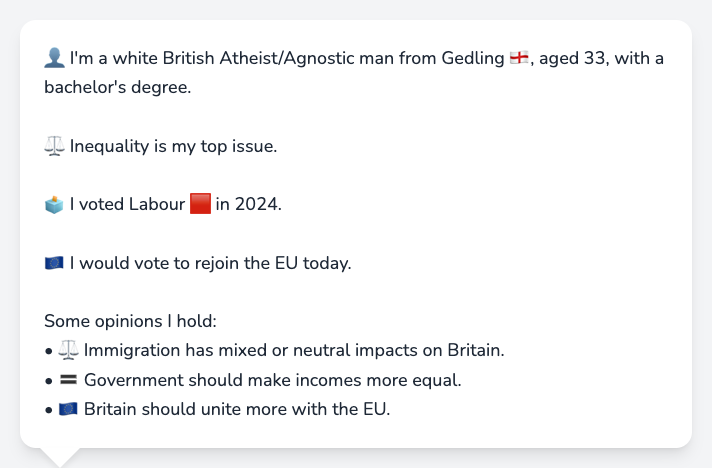 👤 I'm a white British Atheist/Agnostic man from Gedling 🏴󠁧󠁢󠁥󠁮󠁧󠁿, aged 33, with a
bachelor's degree.
⚖️ Inequality is my top issue.
🗳️ I voted Labour 🟥 in 2024.
🇪🇺 I would vote to rejoin the EU today.
Some opinions I hold:
• ⚖️ Immigration has mixed or neutral impacts on Britain.
• 🟰 Government should make incomes more equal.
• 🇪🇺 Britain should unite more with the EU.